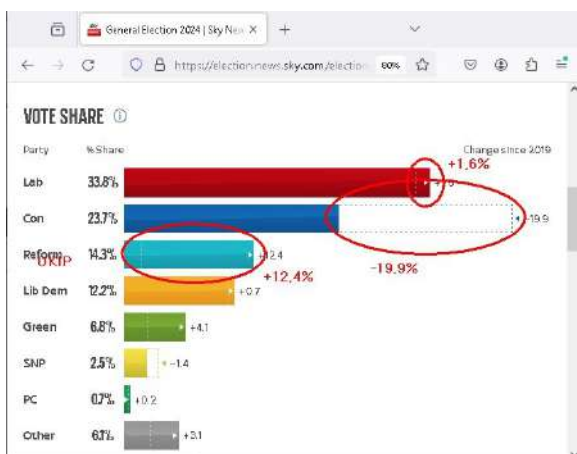 General Election 2024 | Sky New
https://election.news.sky.com/election 80%
VOTE SHARE
Party %Share Change since 2019
+1,6%
Lab 33.8%
Con 23.7% -19.9
Reform 14.3% +12.4
UKIP
+12,4% -19.9%
Lib Dem 12.2% +0.7
Green 6.8% +4.1
SNP 2.5% -1.4
PC 0.7% +0.2
Other 6.1% +3.1